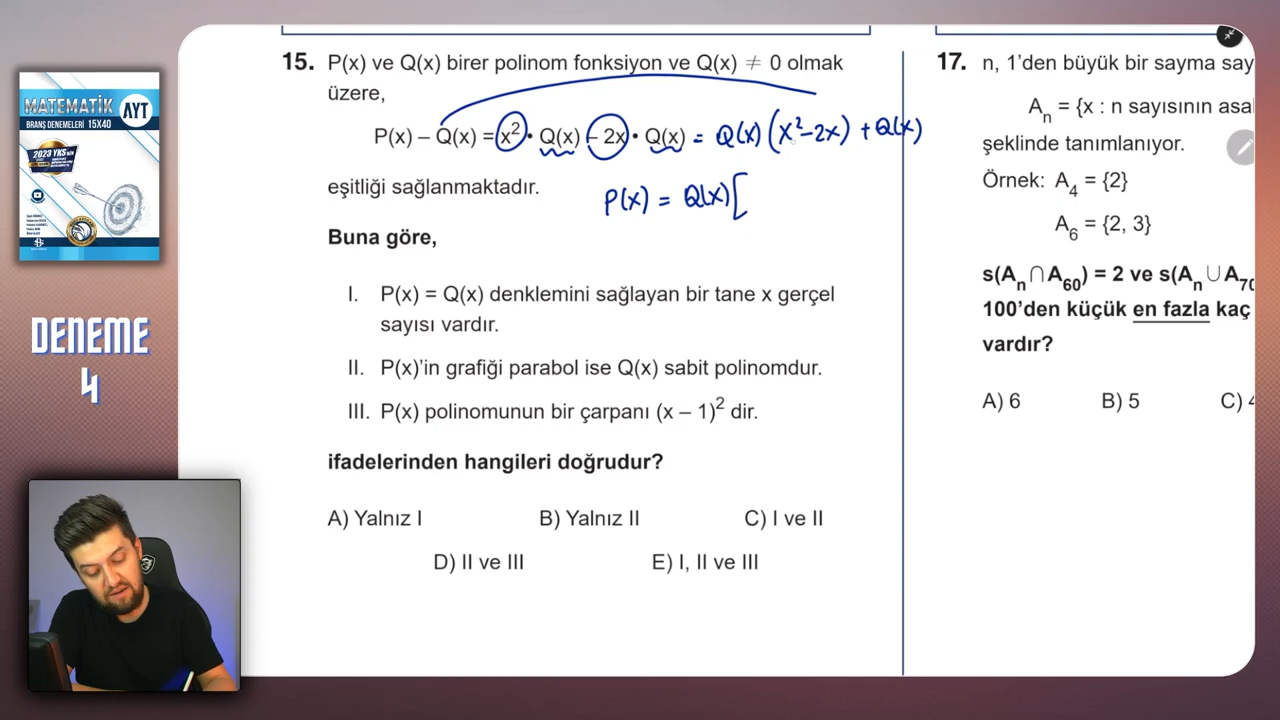 MATEMATİK AYT
BRANŞ DENEMELERİ 15X40
2023 YKS'ye
DENEME
4
15. P(x) ve Q(x) birer polinom fonksiyon ve Q(x) ≠ 0 olmak
üzere,
P(x) – Q(x) = x² • Q(x) – 2x • Q(x) = Q(x) (x²-2x) + Q(x)
eşitliği sağlanmaktadır.
P(x) = Q(x) [
Buna göre,
I. P(x) = Q(x) denklemini sağlayan bir tane x gerçel
sayısı vardır.
II. P(x)'in grafiği parabol ise Q(x) sabit polinomdur.
III. P(x) polinomunun bir çarpanı (x – 1)² dir.
ifadelerinden hangileri doğrudur?
A) Yalnız I B) Yalnız II C) I ve II
D) II ve III E) I, II ve III
17. n, 1'den büyük bir sayma say
Aₙ = {x : n sayısının asa
şeklinde tanımlanıyor.
Örnek: A₄ = {2}
A₆ = {2, 3}
s(Aₙ ∩ A₆₀) = 2 ve s(Aₙ ∪ A₇₀
100'den küçük en fazla kaç
vardır?
A) 6 B) 5 C) 4